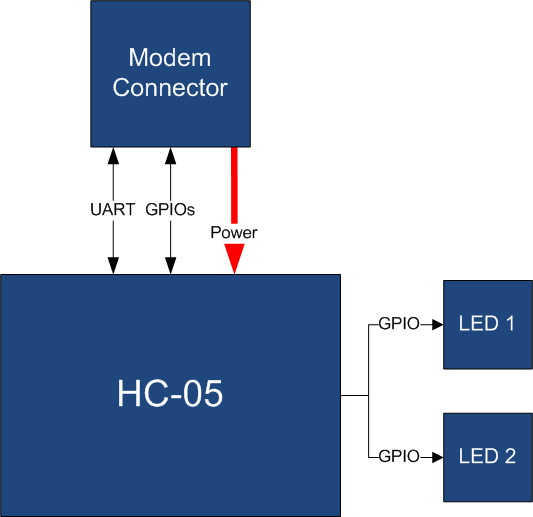 Modem
Connector
UART
GPIOs
Power
HC-05
GPIO
LED 1
GPIO
LED 2